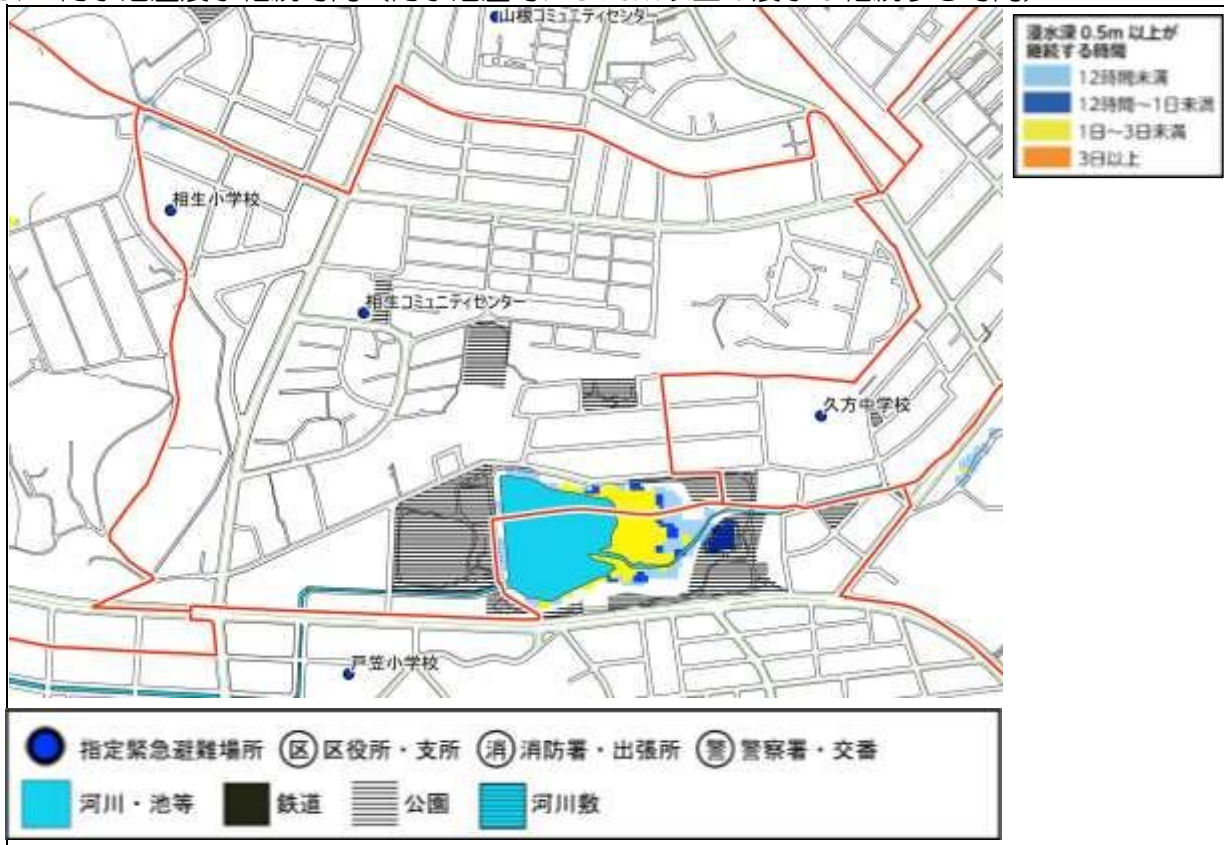 山根コミュニティセンター
相生小学校
相生コミュニティセンター
久方中学校
戸笠小学校
浸水深 0.5m 以上が
継続する時間
12時間未満
12時間～1日未満
1日～3日未満
3日以上
指定緊急避難場所
区 区役所・支所
消 消防署・出張所
警 警察署・交番
河川・池等
鉄道
公園
河川敷